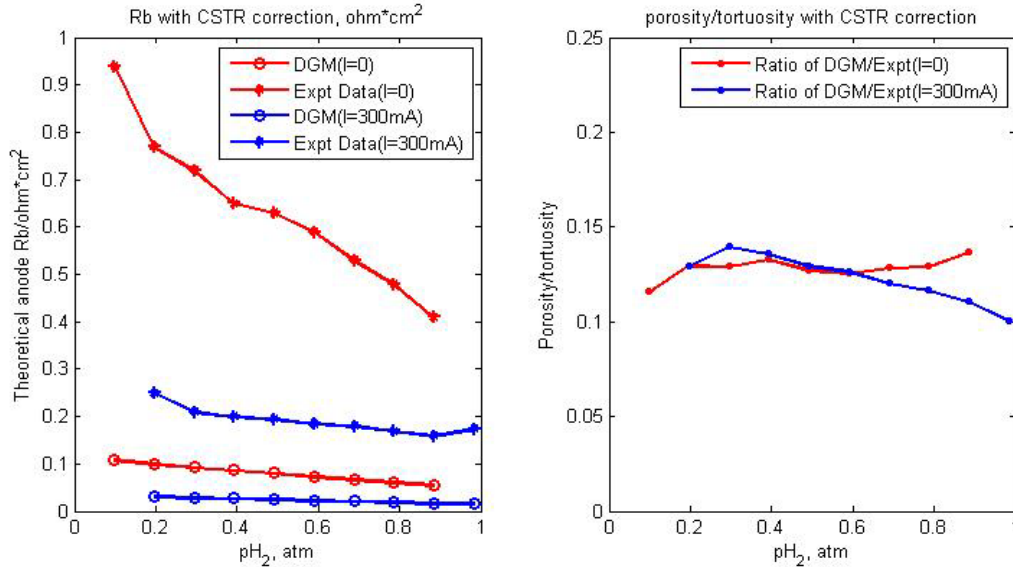 Rb with CSTR correction, ohm*cm²
1
0.9
0.8
0.7
0.6
0.5
0.4
0.3
0.2
0.1
0
Theoretical anode Rb/ohm*cm²
DGM(I=0)
Expt Data(I=0)
DGM(I=300mA)
Expt Data(I=300mA)
0 0.2 0.4 0.6 0.8 1
pH₂, atm
porosity/tortuosity with CSTR correction
0.25
0.2
0.15
0.1
0.05
0
Porosity/tortuosity
Ratio of DGM/Expt(I=0)
Ratio of DGM/Expt(I=300mA)
0 0.2 0.4 0.6 0.8 1
pH₂, atm